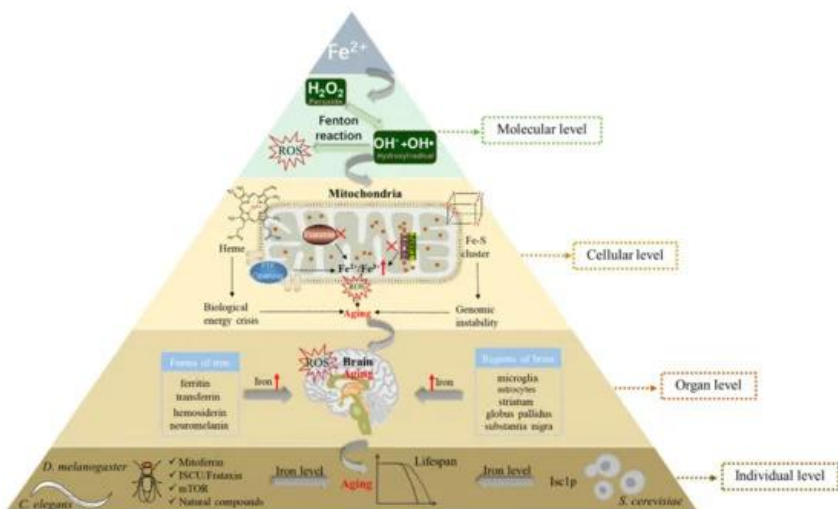 Fe²⁺
H₂O₂
Peroxide
Fenton
reaction
ROS
OH⁻+OH•
Hydroxylradical
Molecular level
Mitochondria
Heme
Fe-S
cluster
Frataxin
Fe²⁺/Fe³⁺
ROS
Biological
energy crisis
Aging
Genomic
instability
Cellular level
Forms of iron
ferritin
transferrin
hemosiderin
neuromelanin
Iron
ROS
Brain
Aging
Iron
Regions of brain
microglia
astrocytes
striatum
globus pallidus
substantia nigra
Organ level
D. melanogaster
C. elegans
✓ Mitoferrin
✓ ISCU/Frataxin
✓ mTOR
✓ Natural compounds
Iron level
Aging
Lifespan
Iron level
Isc1p
S. cerevisiae
Individual level